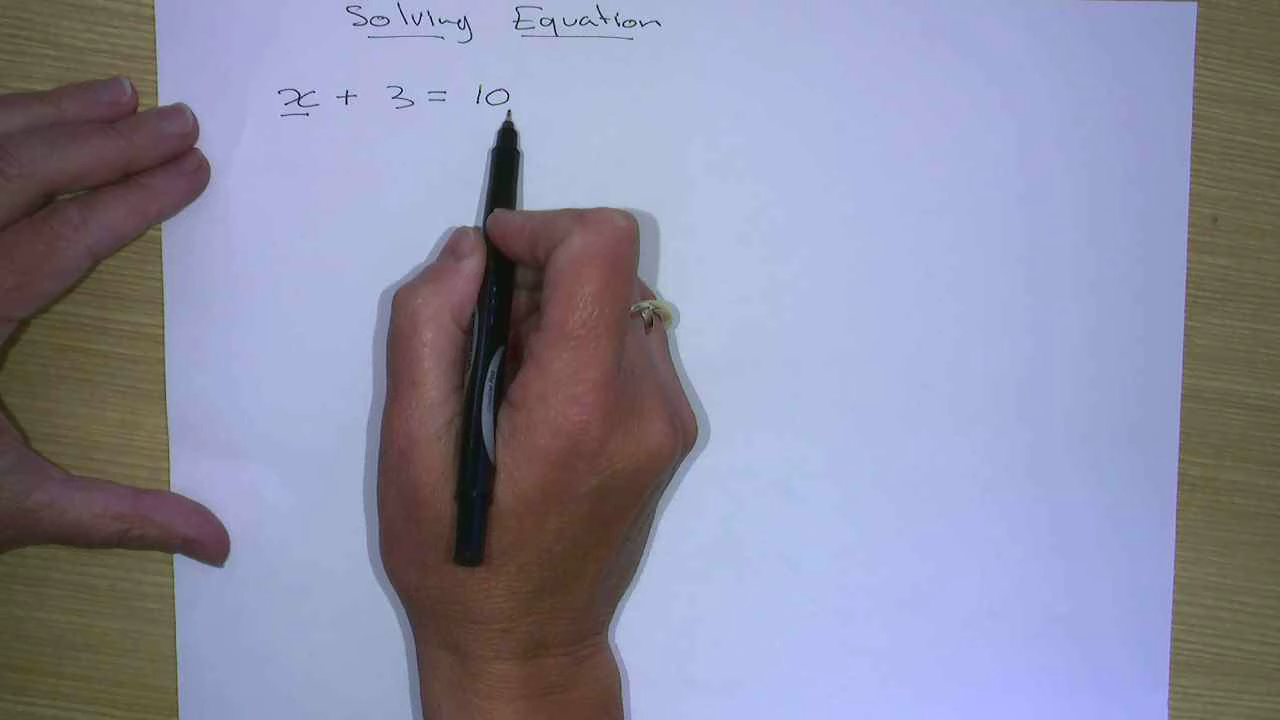 Solving Equation
x + 3 = 10